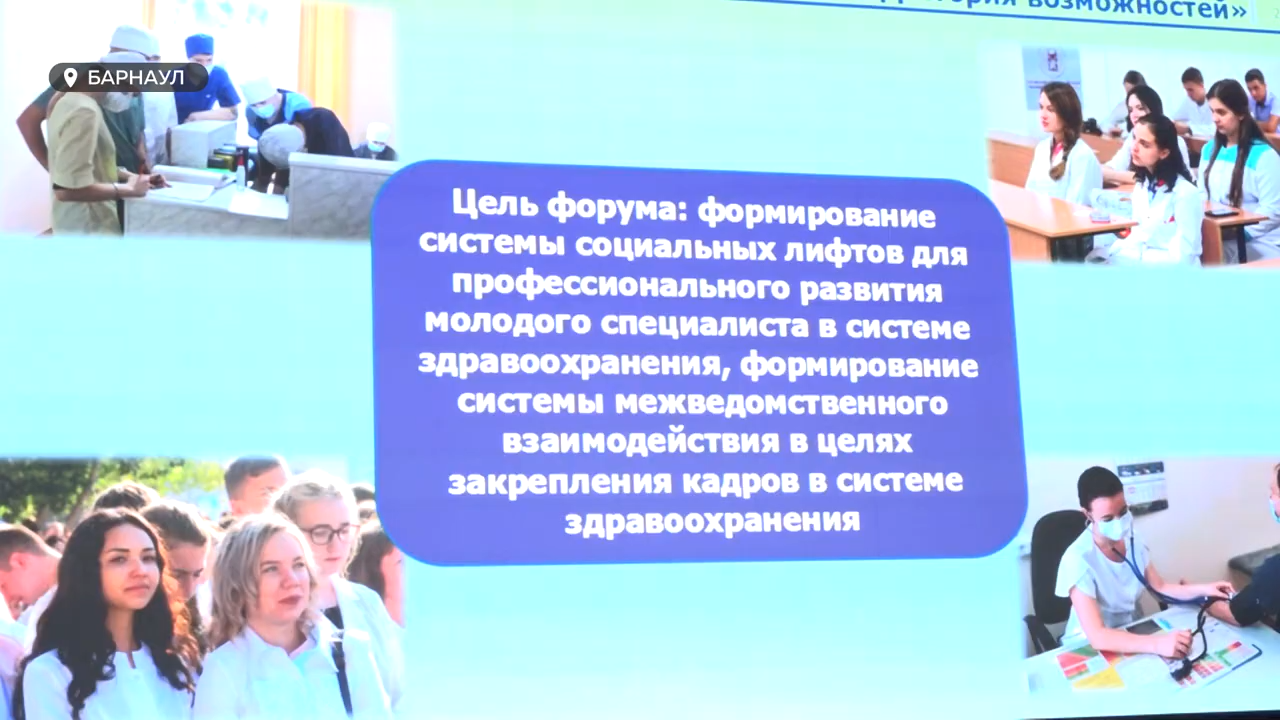 возможностей»
БАРНАУЛ
Цель форума: формирование
системы социальных лифтов для
профессионального развития
молодого специалиста в системе
здравоохранения, формирование
системы межведомственного
взаимодействия в целях
закрепления кадров в системе
здравоохранения